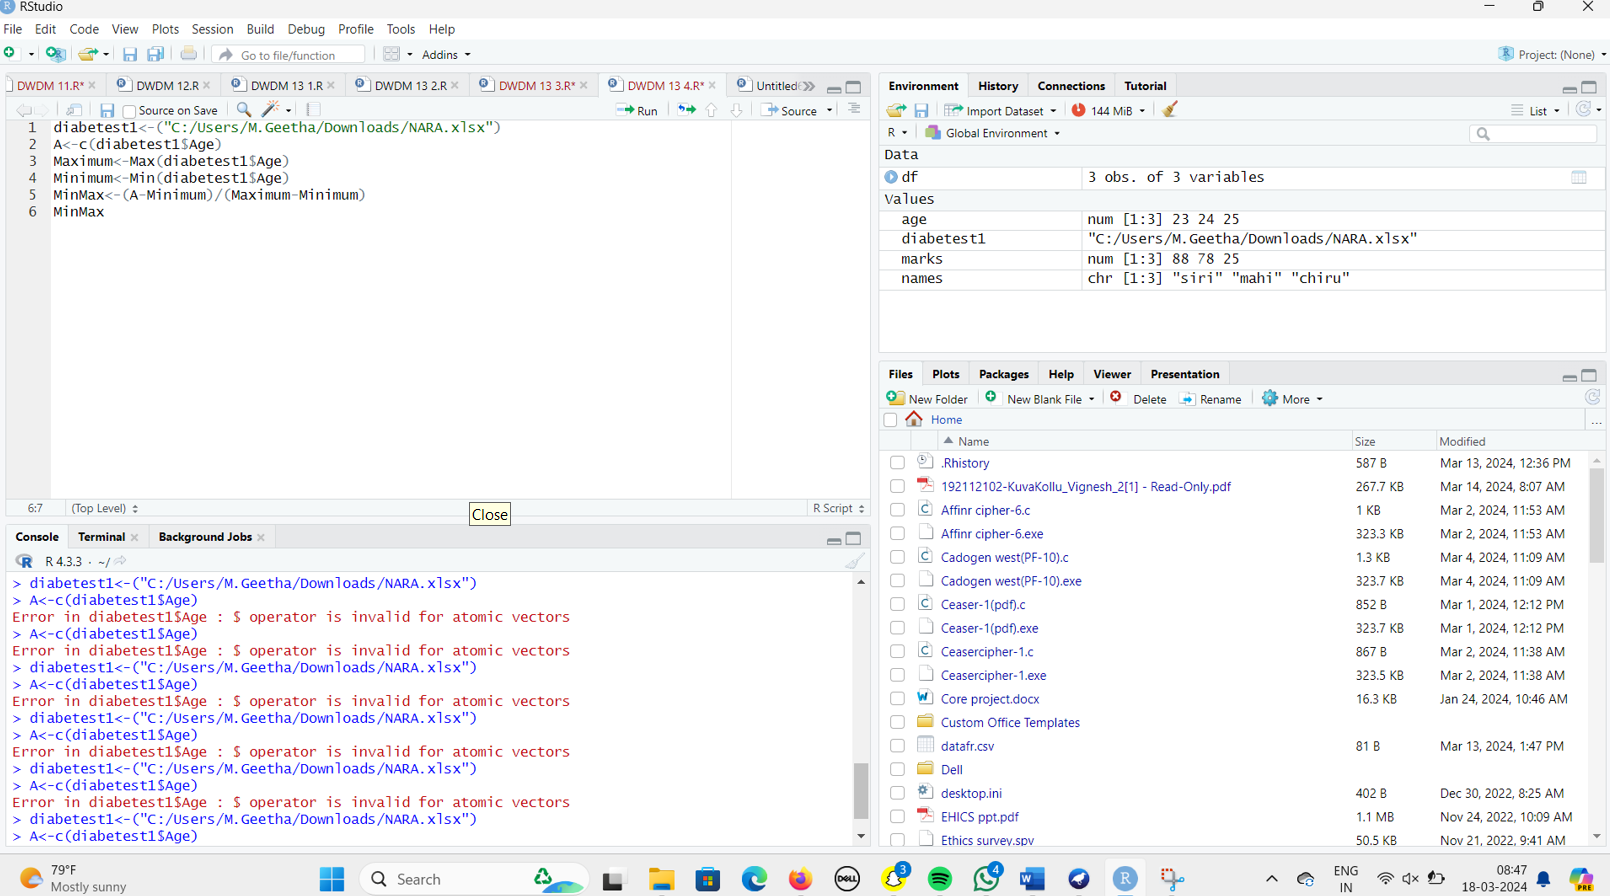 RStudio
File Edit Code View Plots Session Build Debug Profile Tools Help
Go to file/function Addins Project: (None)
DWDM 11.R* DWDM 12.R DWDM 13 1.R DWDM 13 2.R DWDM 13 3.R* DWDM 13 4.R* Untitled
Source on Save Run Source
1 diabetest1<-("C:/Users/M.Geetha/Downloads/NARA.xlsx")
2 A<-c(diabetest1$Age)
3 Maximum<-Max(diabetest1$Age)
4 Minimum<-Min(diabetest1$Age)
5 MinMax<-(A-Minimum)/(Maximum-Minimum)
6 MinMax
6:7 (Top Level) R Script
Close
Console Terminal Background Jobs
R 4.3.3 · ~/
> diabetest1<-("C:/Users/M.Geetha/Downloads/NARA.xlsx")
> A<-c(diabetest1$Age)
Error in diabetest1$Age : $ operator is invalid for atomic vectors
> A<-c(diabetest1$Age)
Error in diabetest1$Age : $ operator is invalid for atomic vectors
> diabetest1<-("C:/Users/M.Geetha/Downloads/NARA.xlsx")
> A<-c(diabetest1$Age)
Error in diabetest1$Age : $ operator is invalid for atomic vectors
> diabetest1<-("C:/Users/M.Geetha/Downloads/NARA.xlsx")
> A<-c(diabetest1$Age)
Error in diabetest1$Age : $ operator is invalid for atomic vectors
> diabetest1<-("C:/Users/M.Geetha/Downloads/NARA.xlsx")
> A<-c(diabetest1$Age)
Error in diabetest1$Age : $ operator is invalid for atomic vectors
> diabetest1<-("C:/Users/M.Geetha/Downloads/NARA.xlsx")
> A<-c(diabetest1$Age)
Environment History Connections Tutorial
Import Dataset 144 MiB List
R Global Environment
Data
df 3 obs. of 3 variables
Values
age num [1:3] 23 24 25
diabetest1 "C:/Users/M.Geetha/Downloads/NARA.xlsx"
marks num [1:3] 88 78 25
names chr [1:3] "siri" "mahi" "chiru"
Files Plots Packages Help Viewer Presentation
New Folder New Blank File Delete Rename More
Home ...
Name Size Modified
.Rhistory 587 B Mar 13, 2024, 12:36 PM
192112102-KuvaKollu_Vignesh_2[1] - Read-Only.pdf 267.7 KB Mar 14, 2024, 8:07 AM
Affinr cipher-6.c 1 KB Mar 2, 2024, 11:53 AM
Affinr cipher-6.exe 323.3 KB Mar 2, 2024, 11:53 AM
Cadogen west(PF-10).c 1.3 KB Mar 4, 2024, 11:09 AM
Cadogen west(PF-10).exe 323.7 KB Mar 4, 2024, 11:09 AM
Ceaser-1(pdf).c 852 B Mar 1, 2024, 12:12 PM
Ceaser-1(pdf).exe 323.7 KB Mar 1, 2024, 12:12 PM
Ceasercipher-1.c 867 B Mar 2, 2024, 11:38 AM
Ceasercipher-1.exe 323.5 KB Mar 2, 2024, 11:38 AM
Core project.docx 16.3 KB Jan 24, 2024, 10:46 AM
Custom Office Templates
datafr.csv 81 B Mar 13, 2024, 1:47 PM
Dell
desktop.ini 402 B Dec 30, 2022, 8:25 AM
EHICS ppt.pdf 1.1 MB Nov 24, 2022, 10:09 AM
Ethics survey.spv 50.5 KB Nov 21, 2022, 9:41 AM
79°F
Mostly sunny
Search
DELL
3
4
ENG
IN
08:47
18-03-2024
PRE